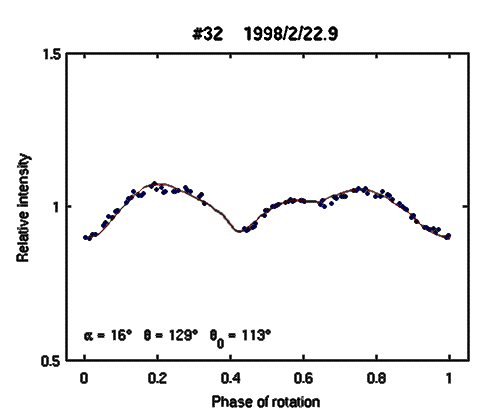 #32 1998/2/22.9
1.5
1
0.5
Relative intensity
α = 16° θ = 129° θ₀ = 113°
0 0.2 0.4 0.6 0.8 1
Phase of rotation